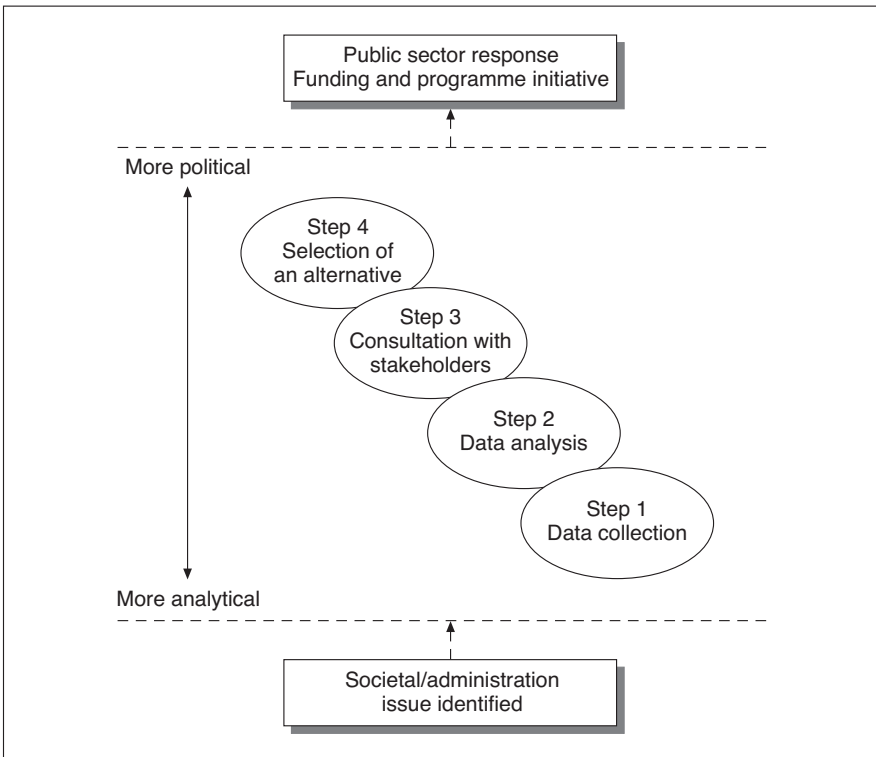 Public sector response
Funding and programme initiative
More political
Step 4
Selection of
an alternative
Step 3
Consultation with
stakeholders
Step 2
Data analysis
Step 1
Data collection
More analytical
Societal/administration
issue identified